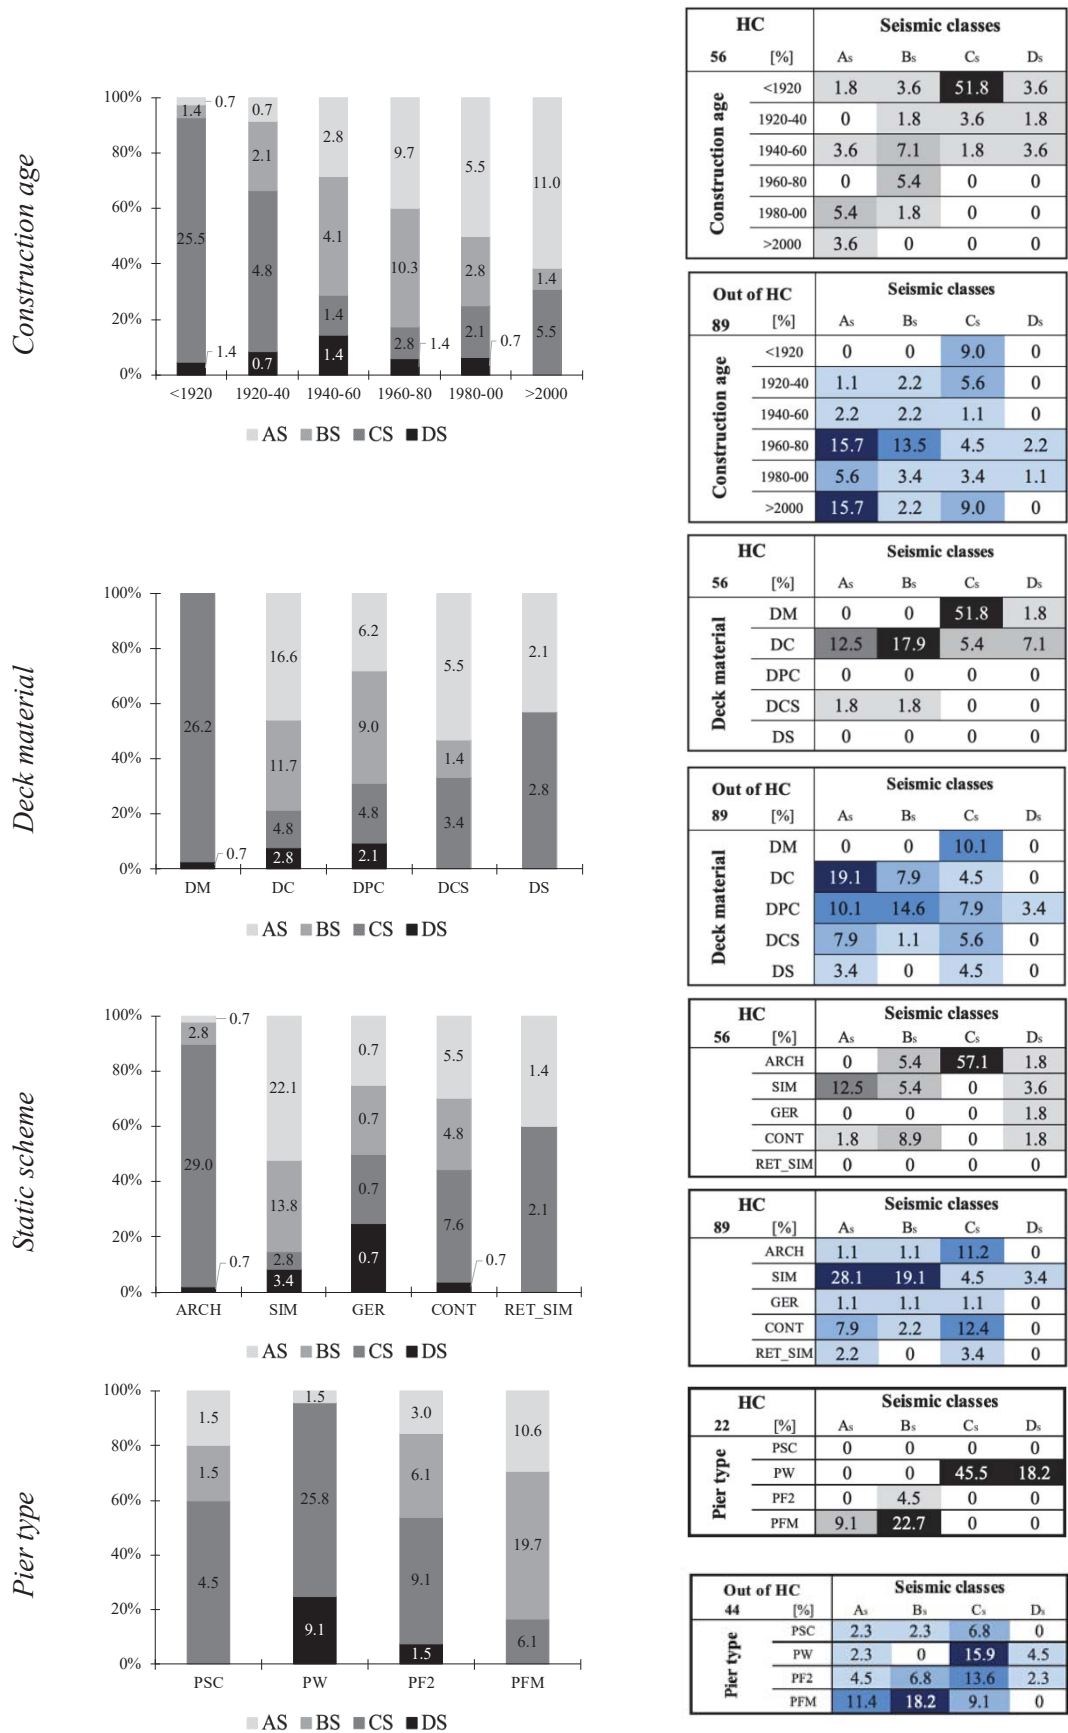 Construction age
100%
80%
60%
40%
20%
0%
0.7
1.4
25.5
1.4
0.7
2.1
4.8
0.7
2.8
4.1
1.4
1.4
9.7
10.3
2.8
1.4
5.5
2.8
2.1
0.7
11.0
1.4
5.5
<1920 1920-40 1940-60 1960-80 1980-00 >2000
AS BS CS DS
HC Seismic classes
56 [%] As Bs Cs Ds
Construction age
<1920 1.8 3.6 51.8 3.6
1920-40 0 1.8 3.6 1.8
1940-60 3.6 7.1 1.8 3.6
1960-80 0 5.4 0 0
1980-00 5.4 1.8 0 0
>2000 3.6 0 0 0
Out of HC Seismic classes
89 [%] As Bs Cs Ds
Construction age
<1920 0 0 9.0 0
1920-40 1.1 2.2 5.6 0
1940-60 2.2 2.2 1.1 0
1960-80 15.7 13.5 4.5 2.2
1980-00 5.6 3.4 3.4 1.1
>2000 15.7 2.2 9.0 0
Deck material
100%
80%
60%
40%
20%
0%
26.2
0.7
16.6
11.7
4.8
2.8
6.2
9.0
4.8
2.1
5.5
1.4
3.4
2.1
2.8
DM DC DPC DCS DS
AS BS CS DS
HC Seismic classes
56 [%] As Bs Cs Ds
Deck material
DM 0 0 51.8 1.8
DC 12.5 17.9 5.4 7.1
DPC 0 0 0 0
DCS 1.8 1.8 0 0
DS 0 0 0 0
Out of HC Seismic classes
89 [%] As Bs Cs Ds
Deck material
DM 0 0 10.1 0
DC 19.1 7.9 4.5 0
DPC 10.1 14.6 7.9 3.4
DCS 7.9 1.1 5.6 0
DS 3.4 0 4.5 0
Static scheme
100%
80%
60%
40%
20%
0%
0.7
2.8
29.0
0.7
22.1
13.8
2.8
3.4
0.7
0.7
0.7
0.7
5.5
4.8
7.6
0.7
1.4
2.1
ARCH SIM GER CONT RET_SIM
AS BS CS DS
HC Seismic classes
56 [%] As Bs Cs Ds
ARCH 0 5.4 57.1 1.8
SIM 12.5 5.4 0 3.6
GER 0 0 0 1.8
CONT 1.8 8.9 0 1.8
RET_SIM 0 0 0 0
HC Seismic classes
89 [%] As Bs Cs Ds
ARCH 1.1 1.1 11.2 0
SIM 28.1 19.1 4.5 3.4
GER 1.1 1.1 1.1 0
CONT 7.9 2.2 12.4 0
RET_SIM 2.2 0 3.4 0
Pier type
100%
80%
60%
40%
20%
0%
1.5
1.5
4.5
1.5
25.8
9.1
3.0
6.1
9.1
1.5
10.6
19.7
6.1
PSC PW PF2 PFM
AS BS CS DS
HC Seismic classes
22 [%] As Bs Cs Ds
Pier type
PSC 0 0 0 0
PW 0 0 45.5 18.2
PF2 0 4.5 0 0
PFM 9.1 22.7 0 0
Out of HC Seismic classes
44 [%] As Bs Cs Ds
Pier type
PSC 2.3 2.3 6.8 0
PW 2.3 0 15.9 4.5
PF2 4.5 6.8 13.6 2.3
PFM 11.4 18.2 9.1 0